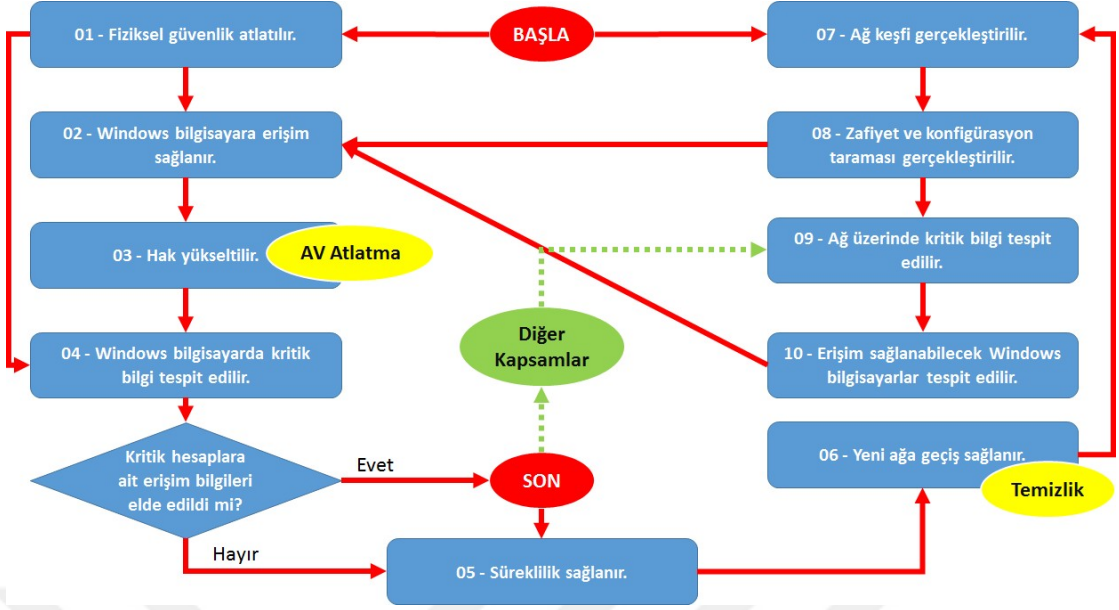 01 - Fiziksel güvenlik atlatılır.
BAŞLA
07 - Ağ keşfi gerçekleştirilir.
02 - Windows bilgisayara erişim
sağlanır.
08 - Zafiyet ve konfigürasyon
taraması gerçekleştirilir.
03 - Hak yükseltilir.
AV Atlatma
09 - Ağ üzerinde kritik bilgi tespit
edilir.
Diğer
Kapsamlar
04 - Windows bilgisayarda kritik
bilgi tespit edilir.
10 - Erişim sağlanabilecek Windows
bilgisayarlar tespit edilir.
Kritik hesaplara
ait erişim bilgileri
elde edildi mi?
Evet
SON
06 - Yeni ağa geçiş sağlanır.
Temizlik
Hayır
05 - Süreklilik sağlanır.